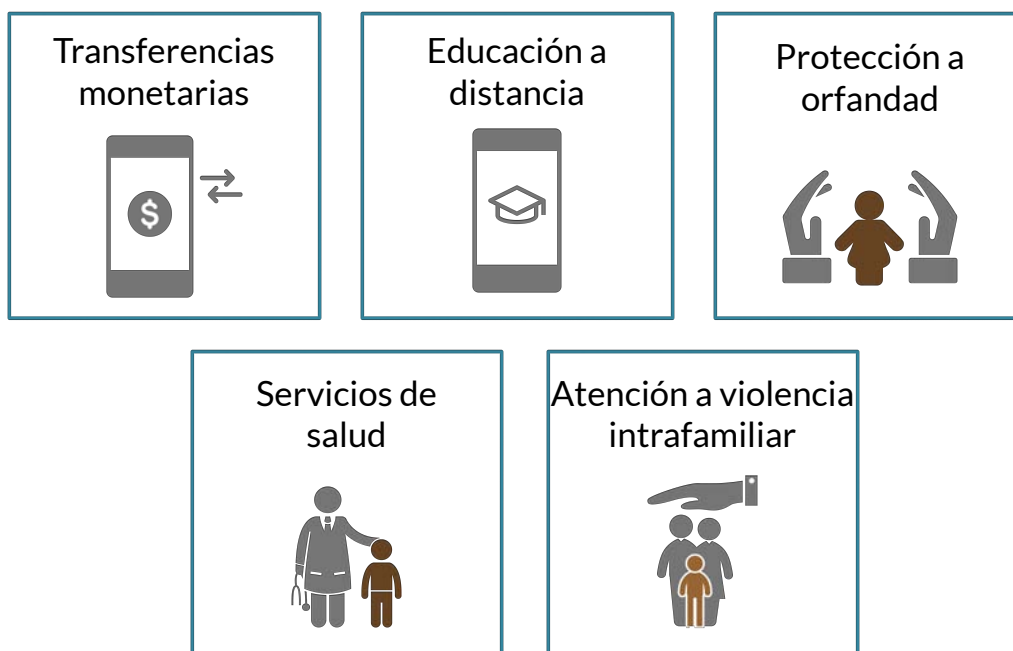 Transferencias
monetarias
Educación a
distancia
Protección a
orfandad
$
Servicios de
salud
Atención a violencia
intrafamiliar